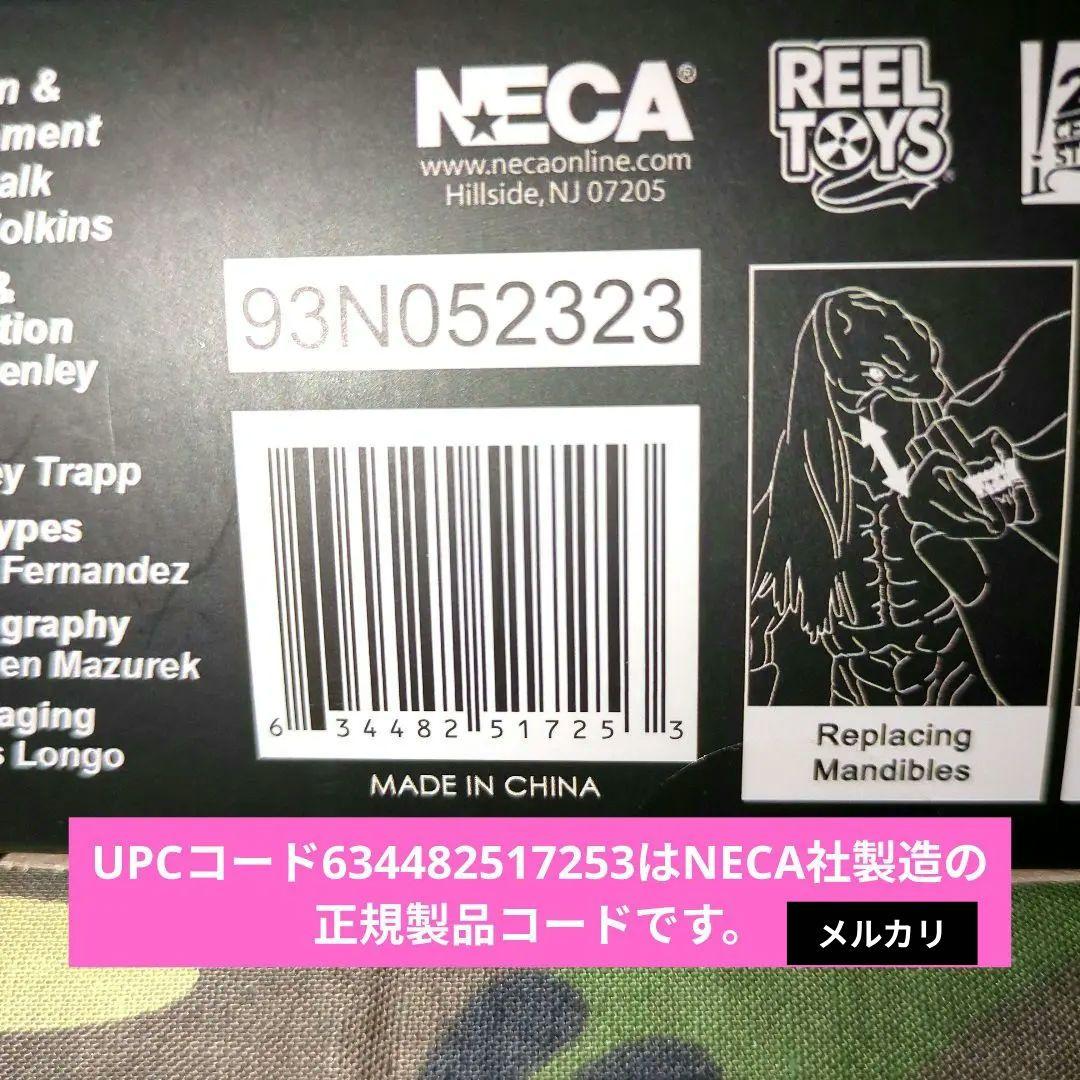 n &
ment
alk
olkins
&
tion
enley
ey Trapp
ypes
Fernandez
graphy
en Mazurek
aging
s Longo
NECA®
www.necaonline.com
Hillside, NJ 07205
REEL
TOYS
93N052323
6 34482 51725 3
MADE IN CHINA
Replacing
Mandibles
UPCコード634482517253はNECA社製造の
正規製品コードです。
メルカリ